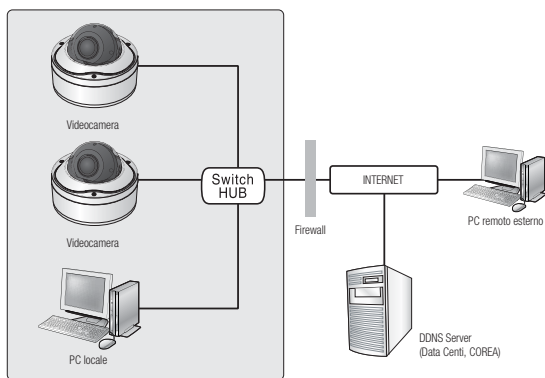 Videocamera
Videocamera
PC locale
Switch
HUB
Firewall
INTERNET
PC remoto esterno
DDNS Server
(Data Centi, COREA)